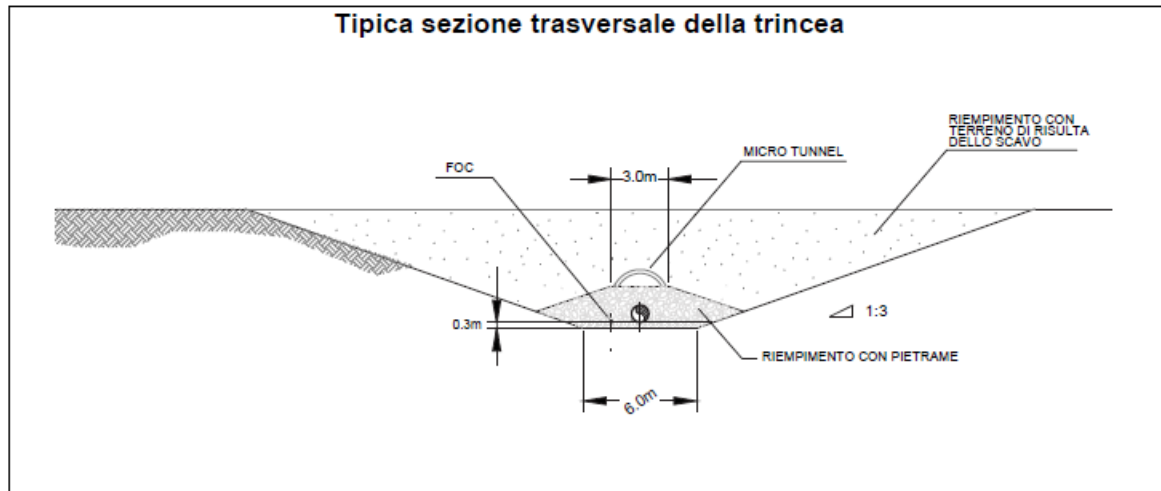 Tipica sezione trasversale della trincea
RIEMPIMENTO CON
TERRENO DI RISULTA
DELLO SCAVO
MICRO TUNNEL
FOC
3.0m
0.3m
1:3
RIEMPIMENTO CON PIETRAME
6.0m